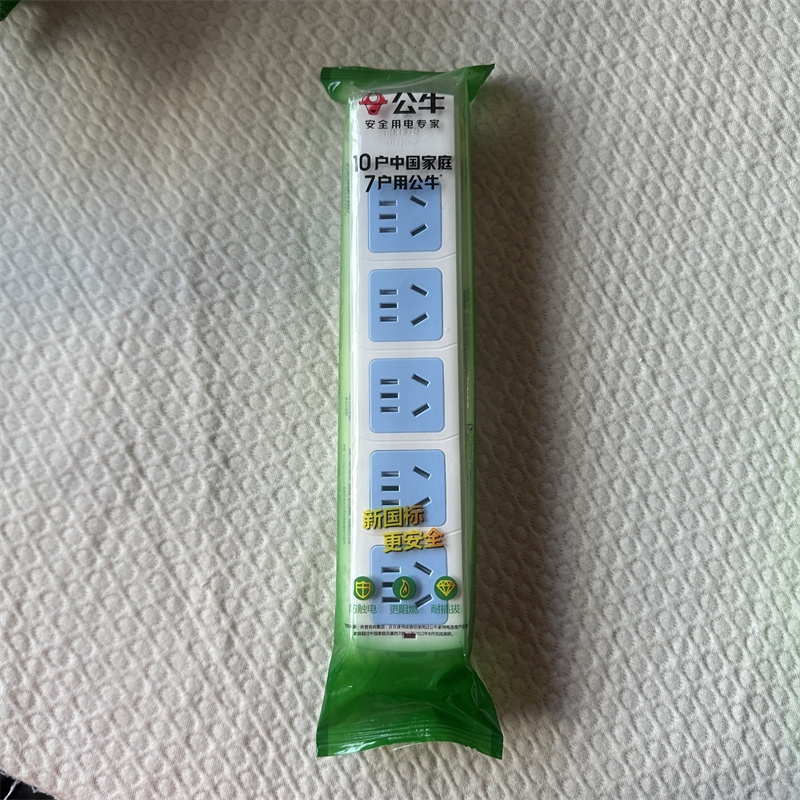 公牛
安全用电专家
10户中国家庭
7户用公牛
新国标
更安全
防触电 更阻燃 耐插拔